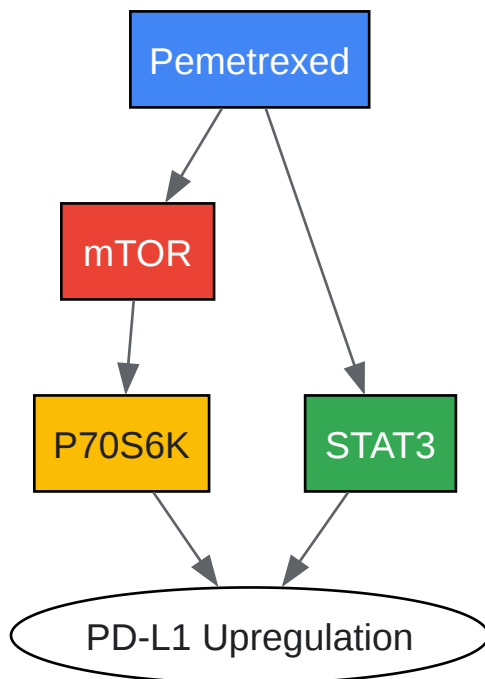 Pemetrexed
mTOR
P70S6K
STAT3
PD-L1 Upregulation